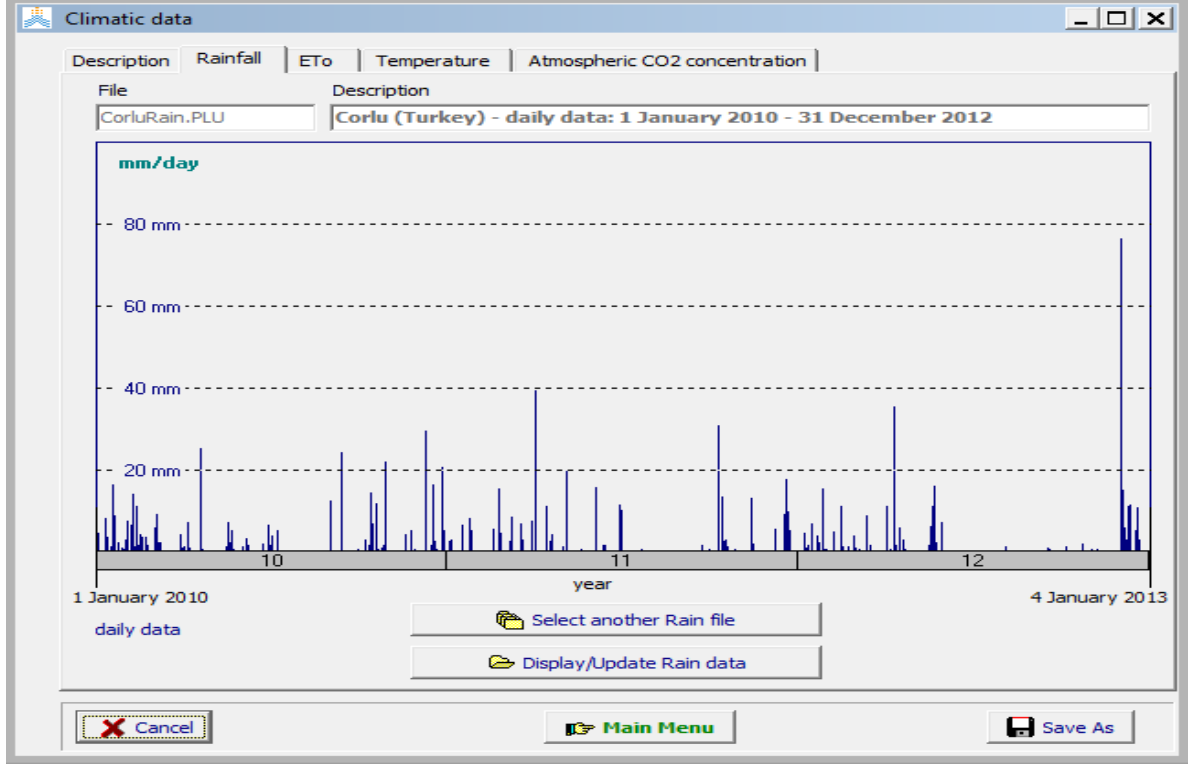 Climatic data
Description Rainfall ETo Temperature Atmospheric CO2 concentration
File Description
CorluRain.PLU Corlu (Turkey) - daily data: 1 January 2010 - 31 December 2012
mm/day
80 mm
60 mm
40 mm
20 mm
10 11 12
year
1 January 2010 4 January 2013
daily data
Select another Rain file
Display/Update Rain data
Cancel Main Menu Save As